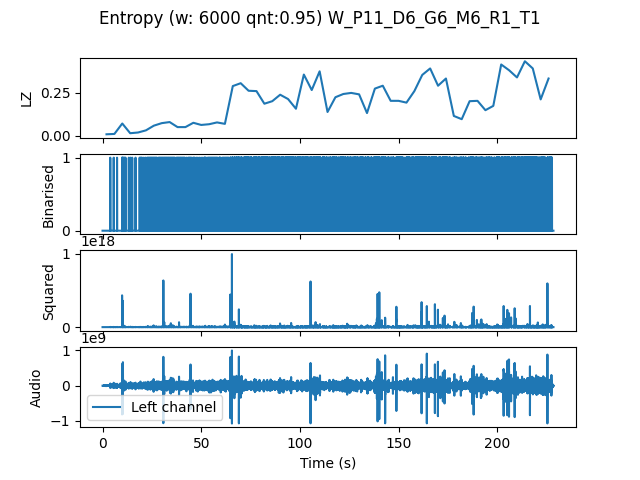 Entropy (w: 6000 qnt:0.95) W_P11_D6_G6_M6_R1_T1
LZ
0.25
0.00
Binarised
1
0
1e18
Squared
1
0
1e9
Audio
1
0
−1
Left channel
0
50
100
150
200
Time (s)